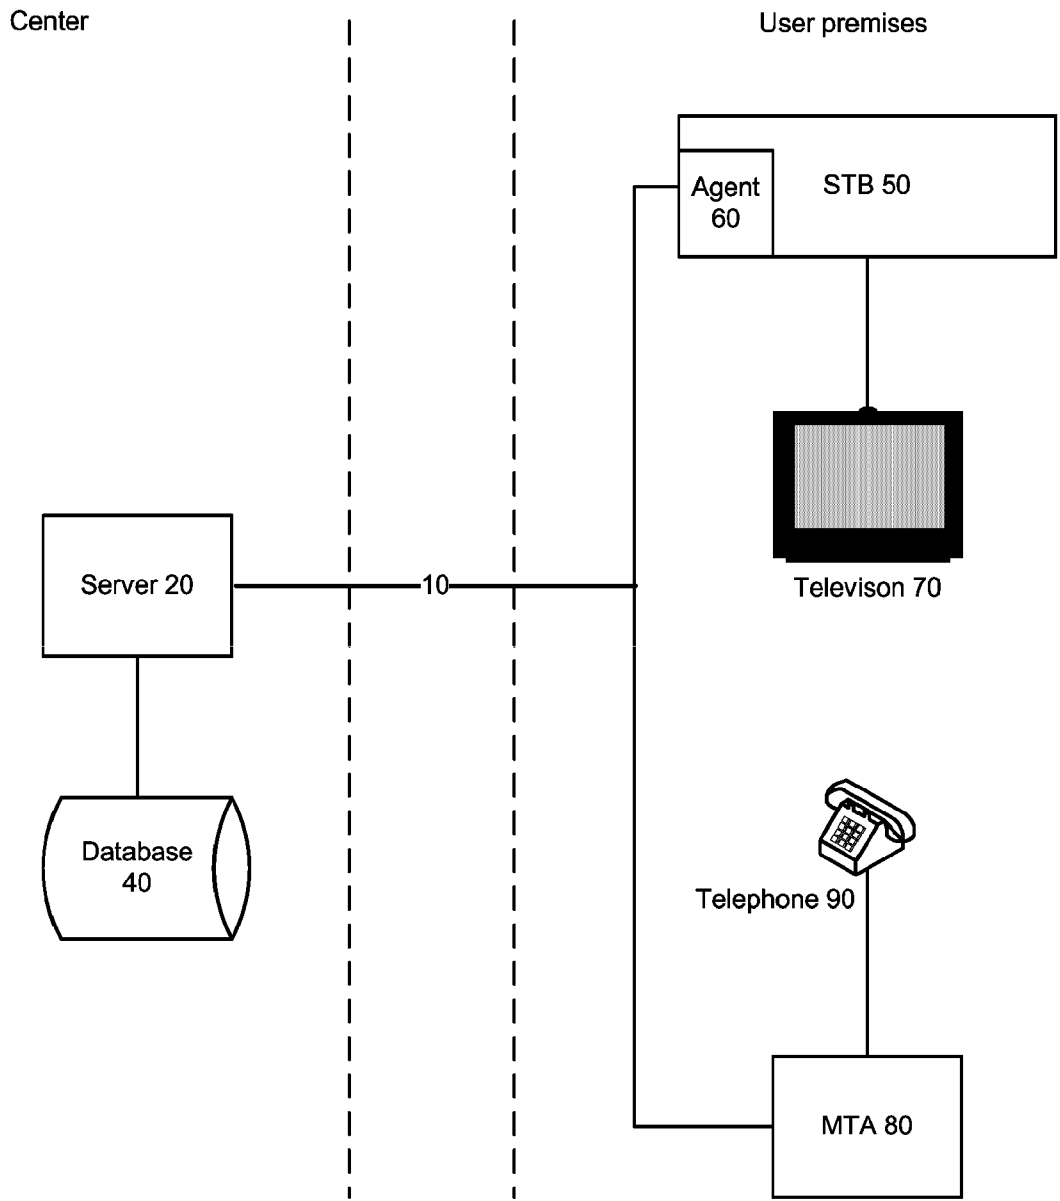 Center
User premises
Agent
60
STB 50
Server 20
10
Televison 70
Database
40
Telephone 90
MTA 80